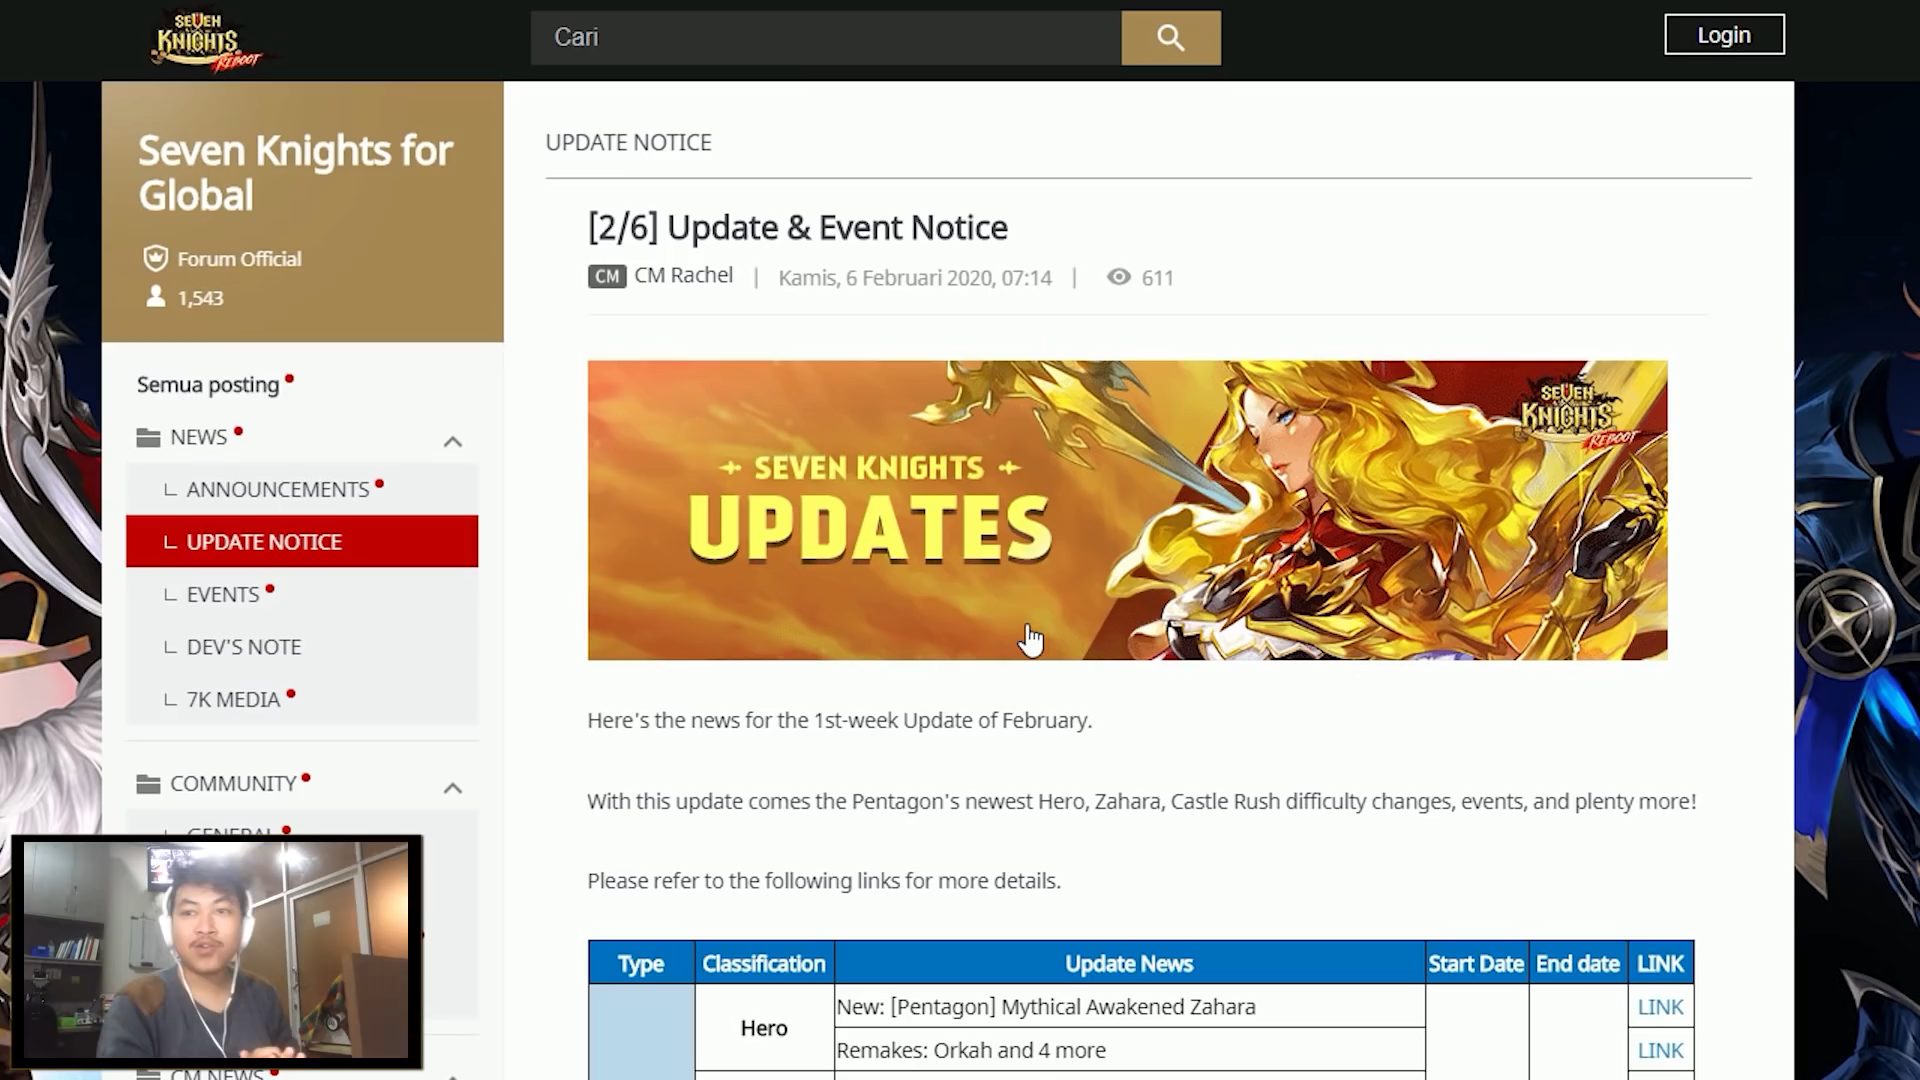 SEVEN
KNIGHTS
REBOOT
Cari
Login
Seven Knights for
Global
Forum Official
1,543
Semua posting
NEWS
ANNOUNCEMENTS
UPDATE NOTICE
EVENTS
DEV'S NOTE
7K MEDIA
COMMUNITY
GENERAL
CM NEWS
UPDATE NOTICE
[2/6] Update & Event Notice
CM CM Rachel | Kamis, 6 Februari 2020, 07:14 | 611
SEVEN KNIGHTS
UPDATES
SEVEN
KNIGHTS
REBOOT
Here's the news for the 1st-week Update of February.
With this update comes the Pentagon's newest Hero, Zahara, Castle Rush difficulty changes, events, and plenty more!
Please refer to the following links for more details.
Type Classification Update News Start Date End date LINK
Hero
New: [Pentagon] Mythical Awakened Zahara LINK
Remakes: Orkah and 4 more LINK